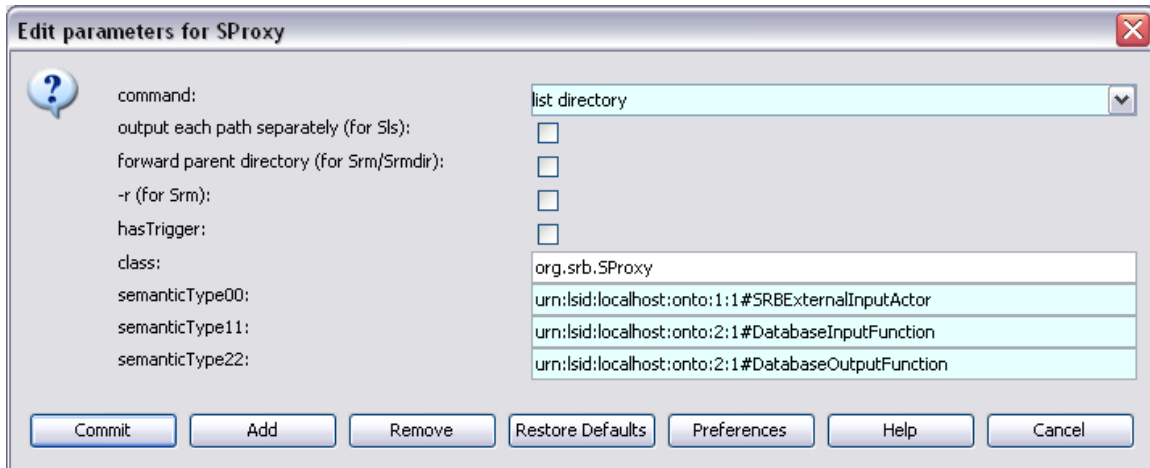 Edit parameters for SProxy
command: list directory
output each path separately (for Sls):
forward parent directory (for Srm/Srmdir):
-r (for Srm):
hasTrigger:
class: org.srb.SProxy
semanticType00: urn:lsid:localhost:onto:1:1#SRBExternalInputActor
semanticType11: urn:lsid:localhost:onto:2:1#DatabaseInputFunction
semanticType22: urn:lsid:localhost:onto:2:1#DatabaseOutputFunction
Commit Add Remove Restore Defaults Preferences Help Cancel